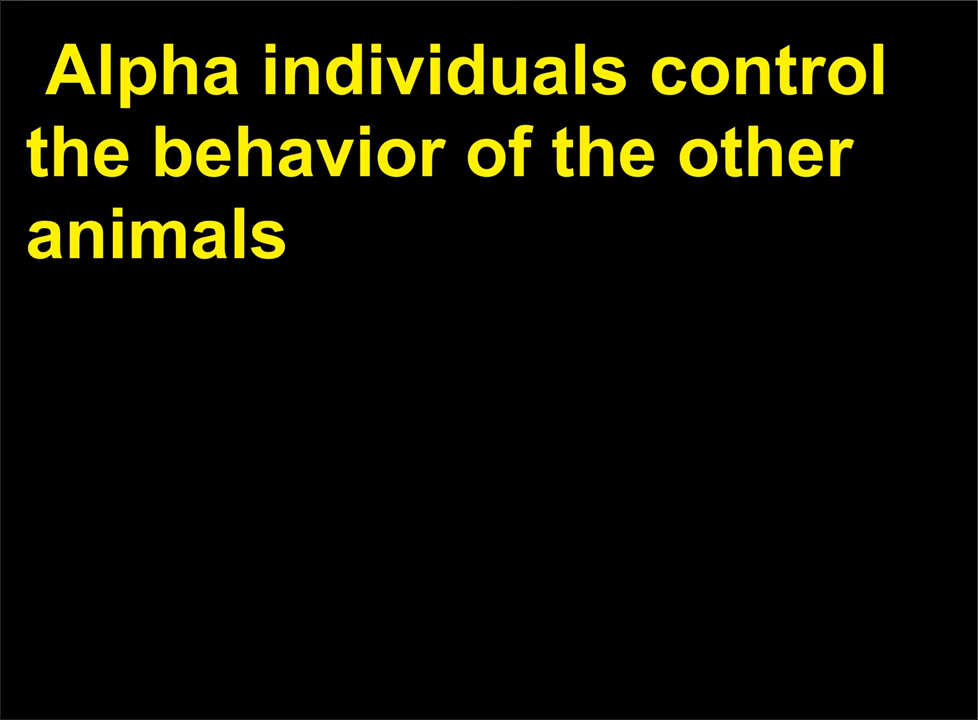 Alpha individuals control
the behavior of the other
animals